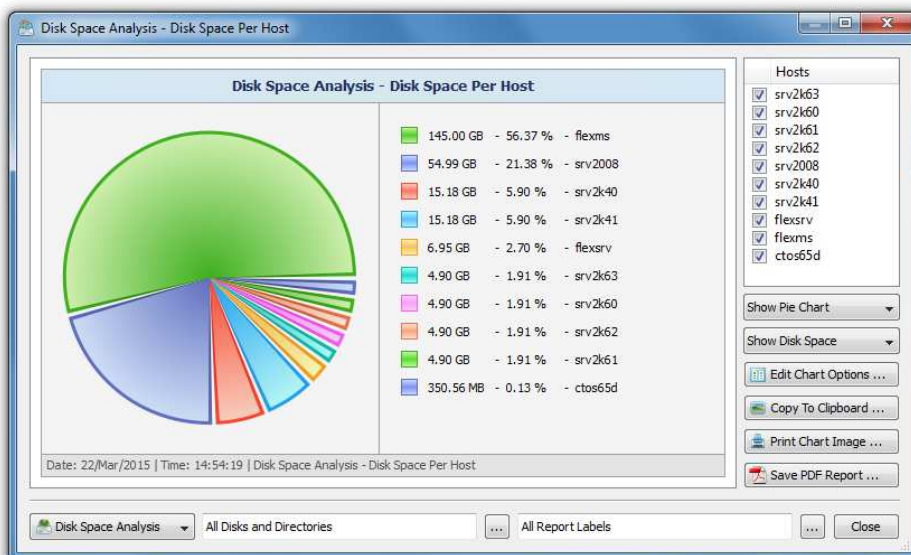 Disk Space Analysis - Disk Space Per Host
Disk Space Analysis - Disk Space Per Host
145.00 GB - 56.37 % - flexms
54.99 GB - 21.38 % - srv2008
15.18 GB - 5.90 % - srv2k40
15.18 GB - 5.90 % - srv2k41
6.95 GB - 2.70 % - flexsrv
4.90 GB - 1.91 % - srv2k63
4.90 GB - 1.91 % - srv2k60
4.90 GB - 1.91 % - srv2k62
4.90 GB - 1.91 % - srv2k61
350.56 MB - 0.13 % - ctos65d
Date: 22/Mar/2015 | Time: 14:54:19 | Disk Space Analysis - Disk Space Per Host
Hosts
srv2k63
srv2k60
srv2k61
srv2k62
srv2008
srv2k40
srv2k41
flexsrv
flexms
ctos65d
Show Pie Chart
Show Disk Space
Edit Chart Options ...
Copy To Clipboard ...
Print Chart Image ...
Save PDF Report ...
Disk Space Analysis All Disks and Directories ... All Report Labels ... Close